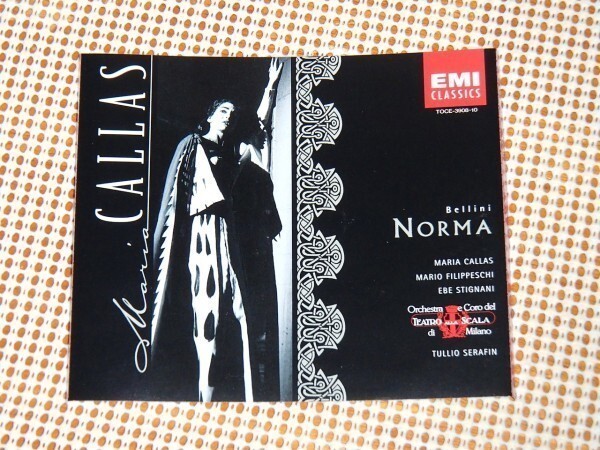 Maria CALLAS
EMI
CLASSICS
TOCE-3908-10
Bellini
NORMA
MARIA CALLAS
MARIO FILIPPESCHI
EBE STIGNANI
Orchestra e Coro del
TEATRO ALLA SCALA
di Milano
TULLIO SERAFIN